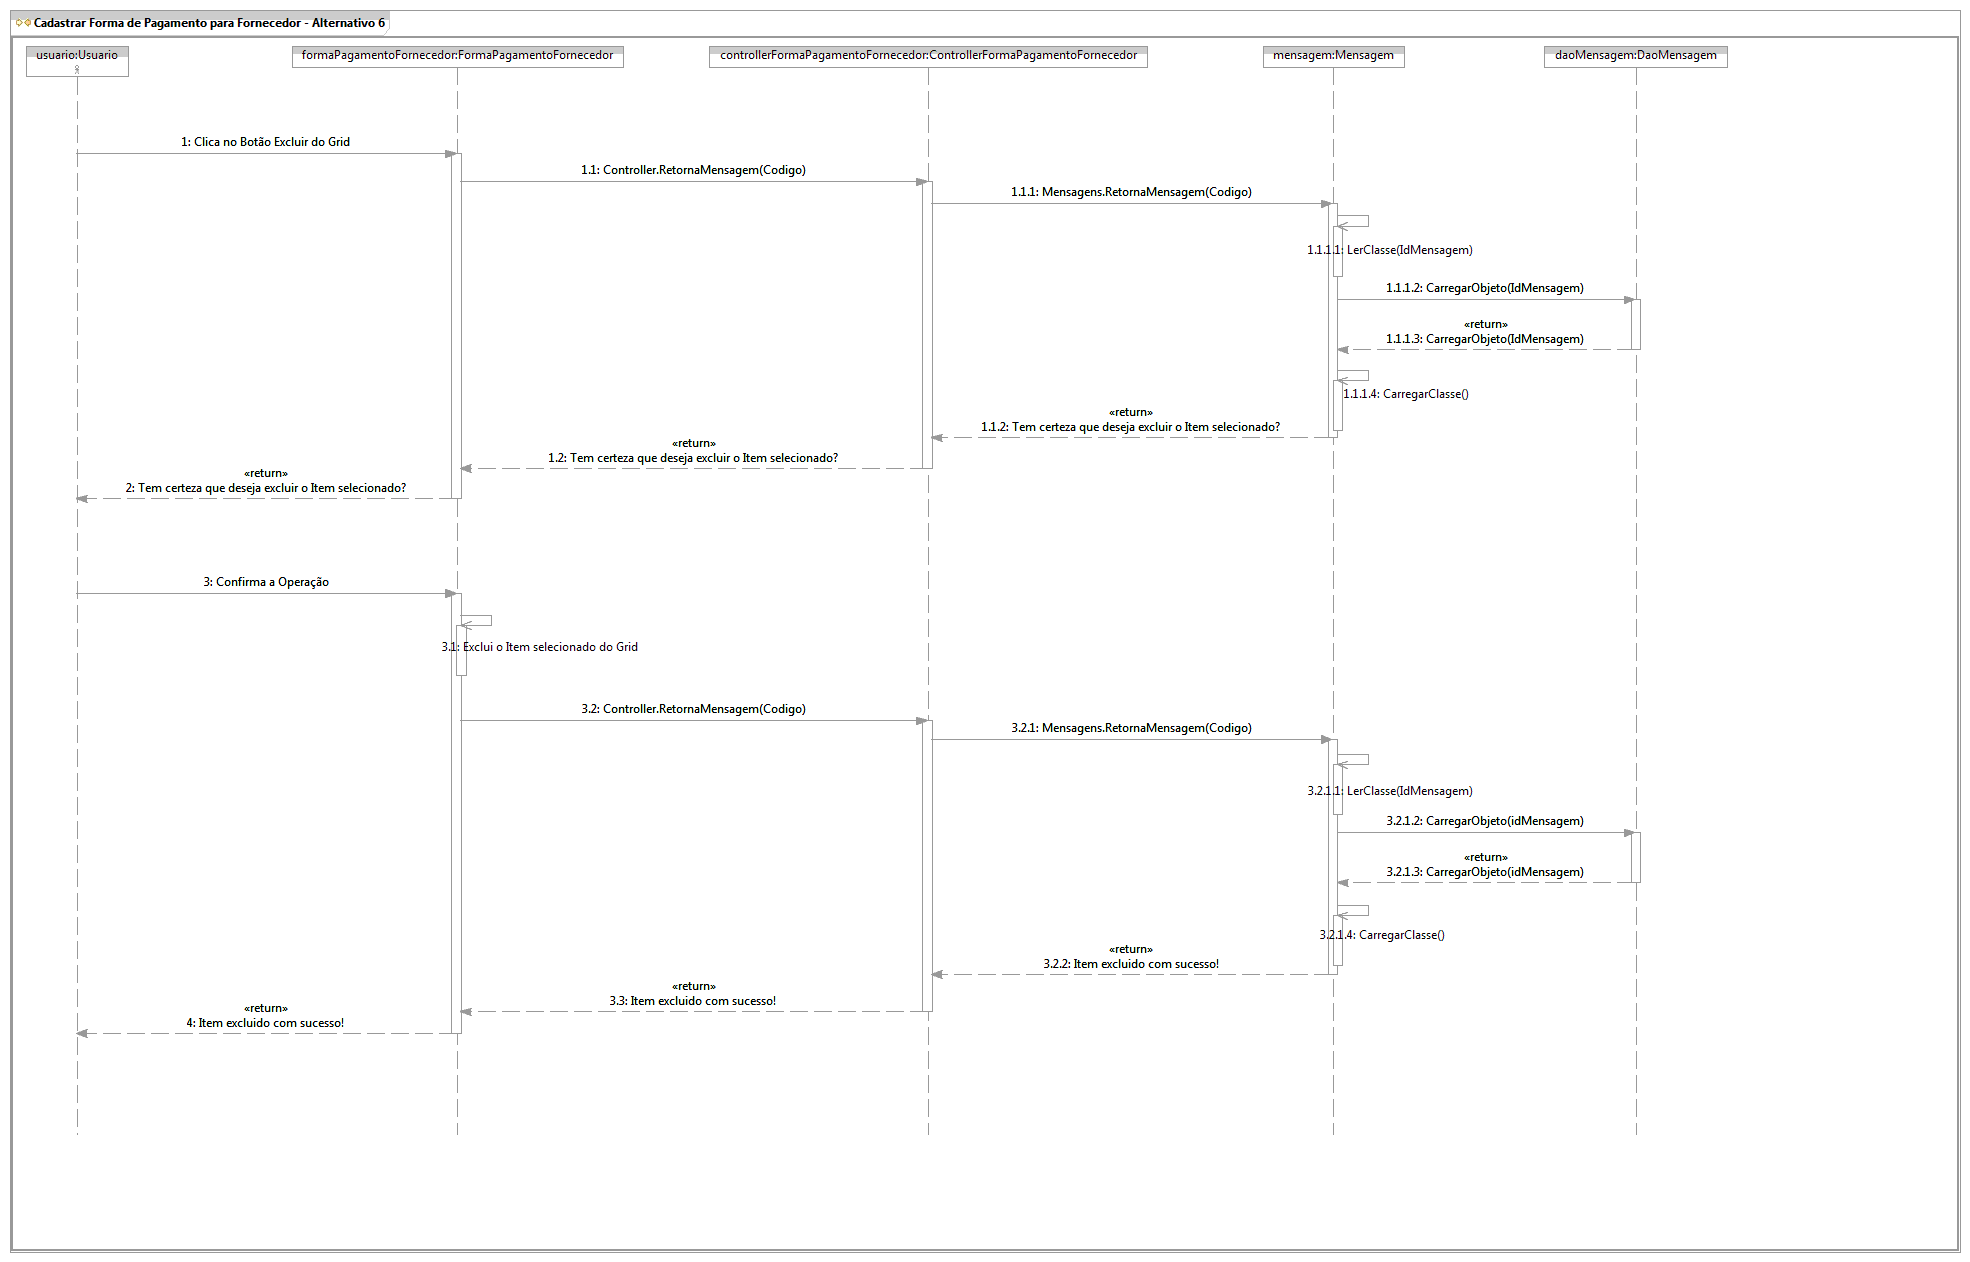 Cadastrar Forma de Pagamento para Fornecedor - Alternativo 6
usuario:Usuario
formaPagamentoFornecedor:FormaPagamentoFornecedor
controllerFormaPagamentoFornecedor:ControllerFormaPagamentoFornecedor
mensagem:Mensagem
daoMensagem:DaoMensagem
1: Clica no Botão Excluir do Grid
1.1: Controller.RetornaMensagem(Codigo)
1.1.1: Mensagens.RetornaMensagem(Codigo)
1.1.1.1: LerClasse(IdMensagem)
1.1.1.2: CarregarObjeto(IdMensagem)
«return»
1.1.1.3: CarregarObjeto(IdMensagem)
1.1.1.4: CarregarClasse()
«return»
1.1.2: Tem certeza que deseja excluir o Item selecionado?
«return»
1.2: Tem certeza que deseja excluir o Item selecionado?
«return»
2: Tem certeza que deseja excluir o Item selecionado?
3: Confirma a Operação
3.1: Exclui o Item selecionado do Grid
3.2: Controller.RetornaMensagem(Codigo)
3.2.1: Mensagens.RetornaMensagem(Codigo)
3.2.1.1: LerClasse(IdMensagem)
3.2.1.2: CarregarObjeto(idMensagem)
«return»
3.2.1.3: CarregarObjeto(idMensagem)
3.2.1.4: CarregarClasse()
«return»
3.2.2: Item excluido com sucesso!
«return»
3.3: Item excluido com sucesso!
«return»
4: Item excluido com sucesso!